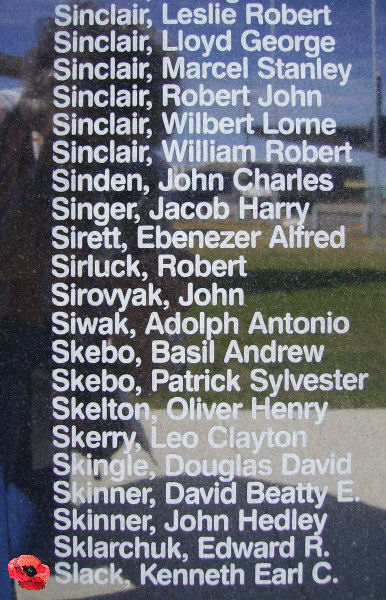 Sinclair, Leslie Robert
Sinclair, Lloyd George
Sinclair, Marcel Stanley
Sinclair, Robert John
Sinclair, Wilbert Lorne
Sinclair, William Robert
Sinden, John Charles
Singer, Jacob Harry
Sirett, Ebenezer Alfred
Sirluck, Robert
Sirovyak, John
Siwak, Adolph Antonio
Skebo, Basil Andrew
Skebo, Patrick Sylvester
Skelton, Oliver Henry
Skerry, Leo Clayton
Skingle, Douglas David
Skinner, David Beatty E.
Skinner, John Hedley
Sklarchuk, Edward R.
Slack, Kenneth Earl C.